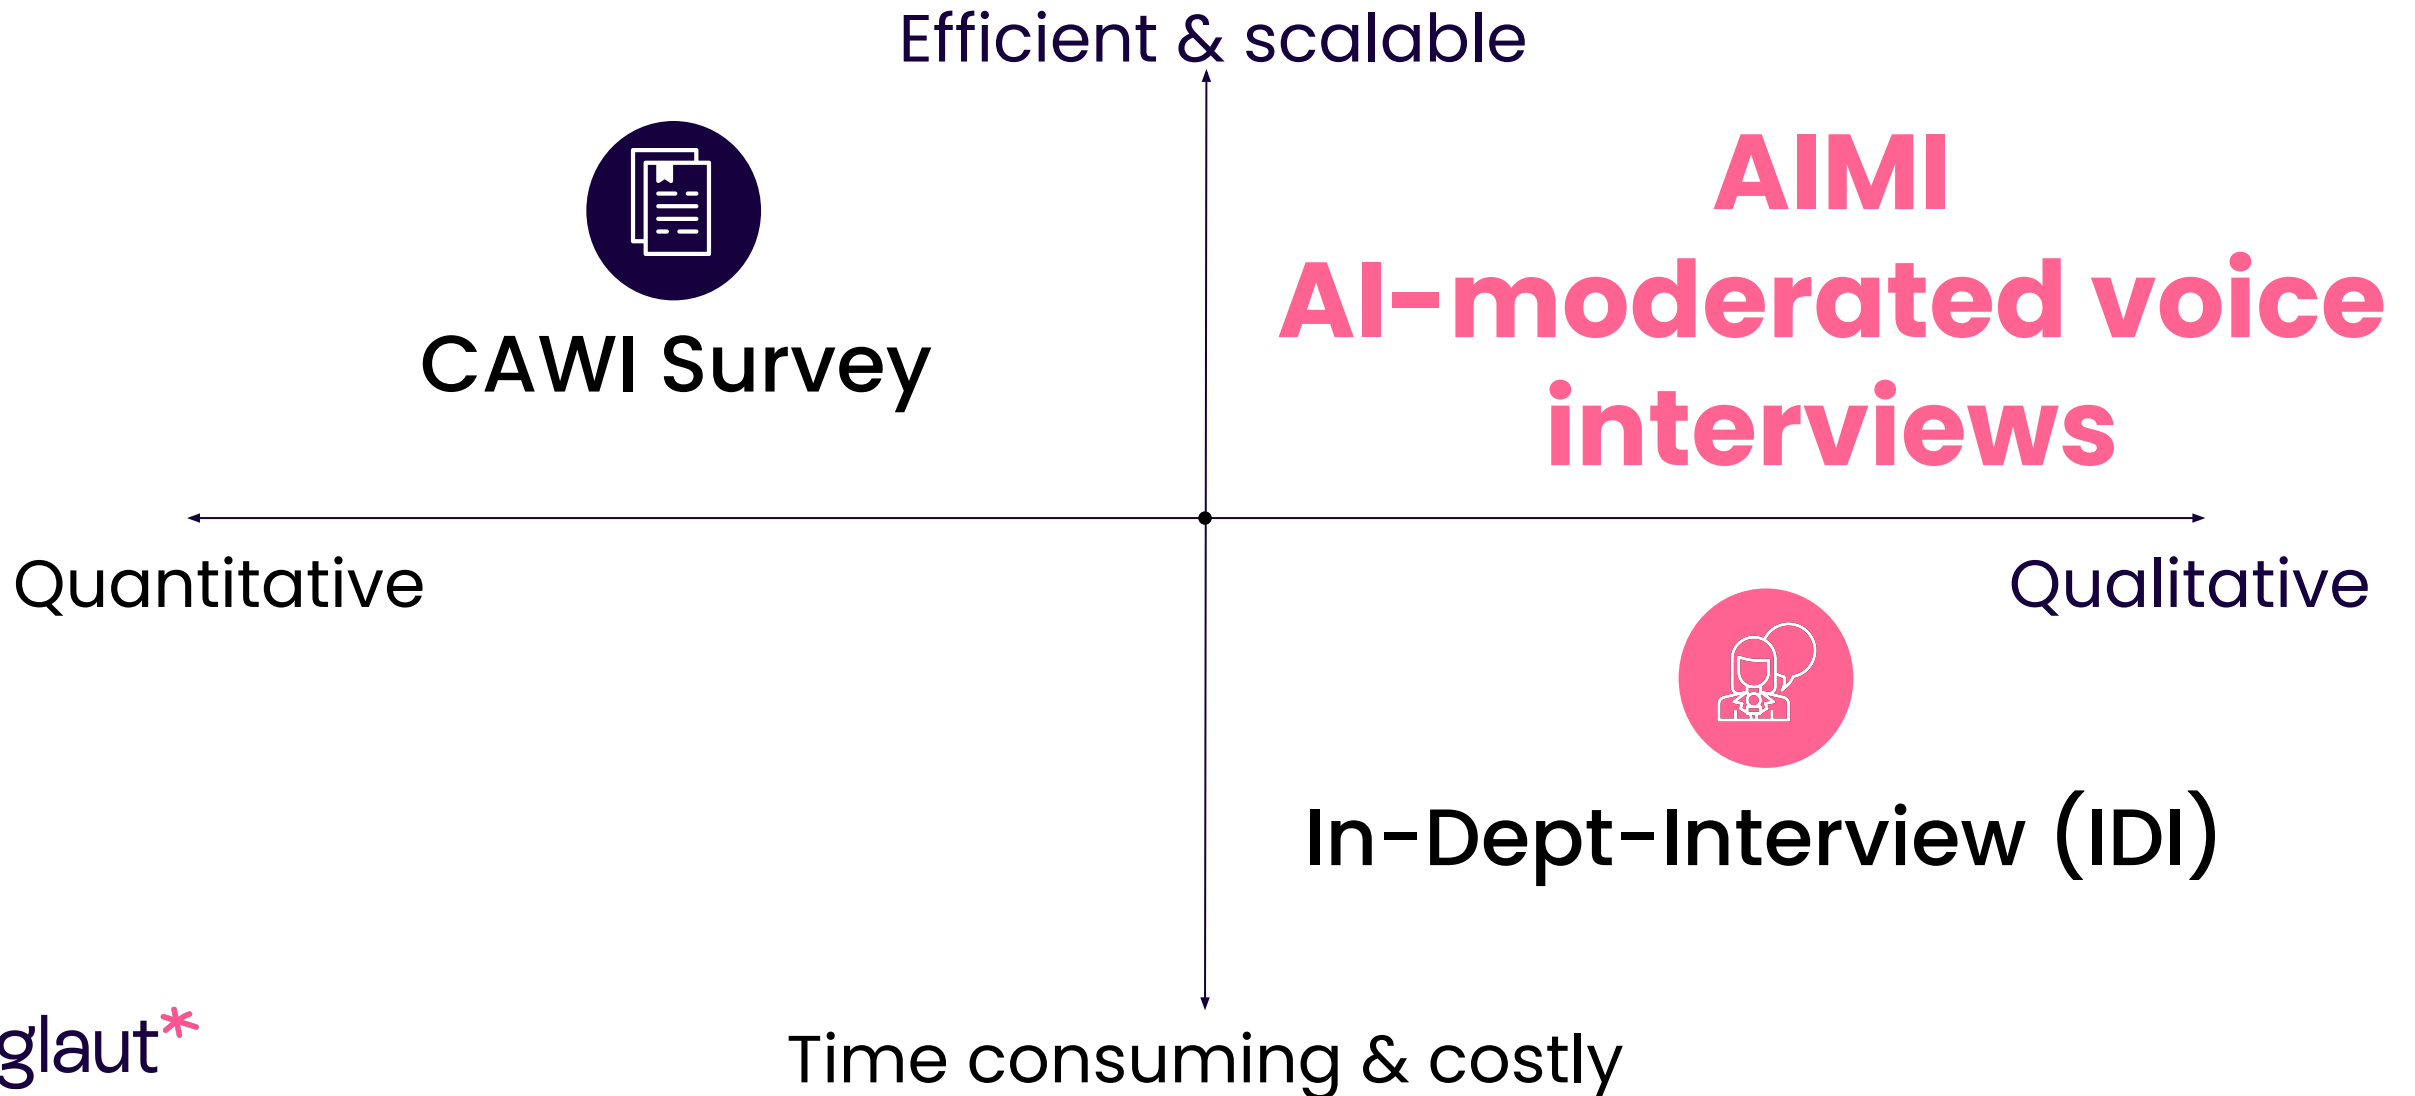 Efficient & scalable
CAWI Survey
AIMI
AI-moderated voice
interviews
Quantitative
Qualitative
In-Dept-Interview (IDI)
glaut*
Time consuming & costly